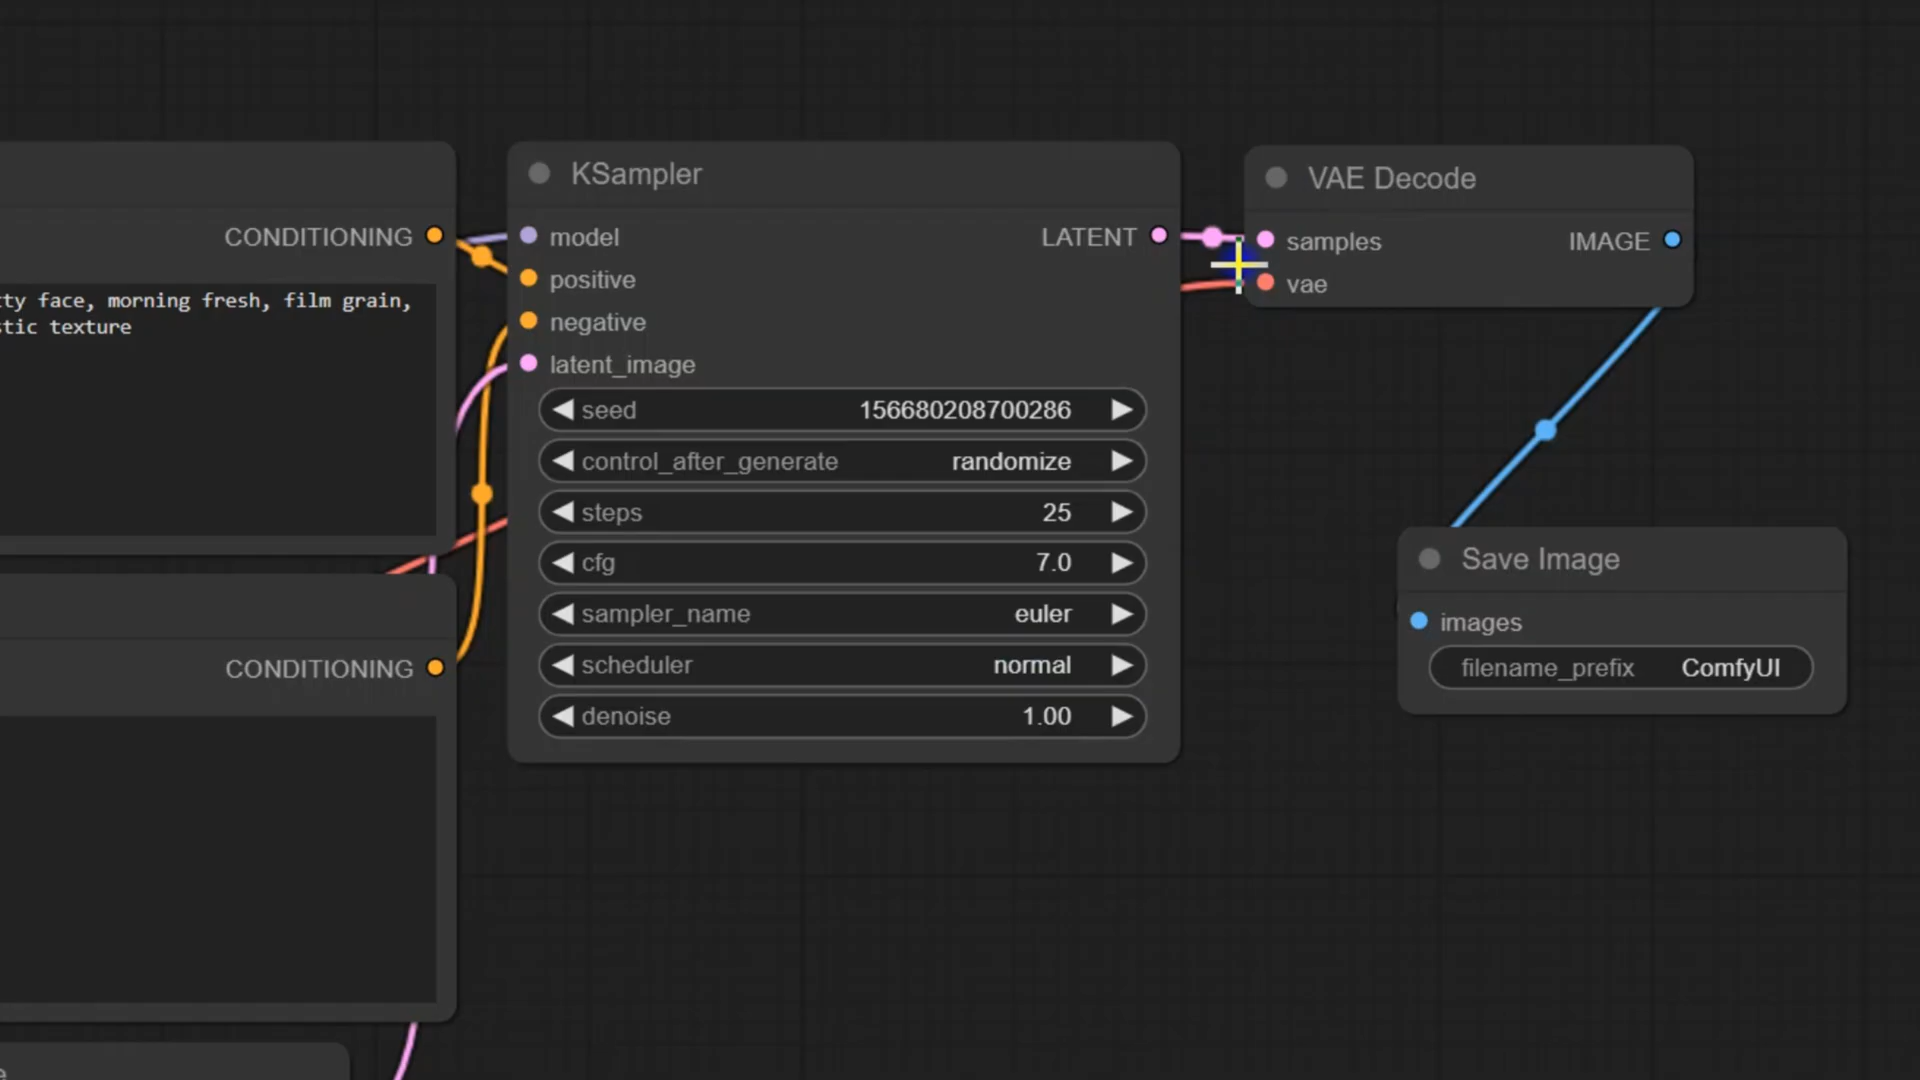 CONDITIONING
ty face, morning fresh, film grain,
stic texture
CONDITIONING
KSampler
model LATENT
positive
negative
latent_image
seed 156680208700286
control_after_generate randomize
steps 25
cfg 7.0
sampler_name euler
scheduler normal
denoise 1.00
VAE Decode
samples IMAGE
vae
Save Image
images
filename_prefix ComfyUI